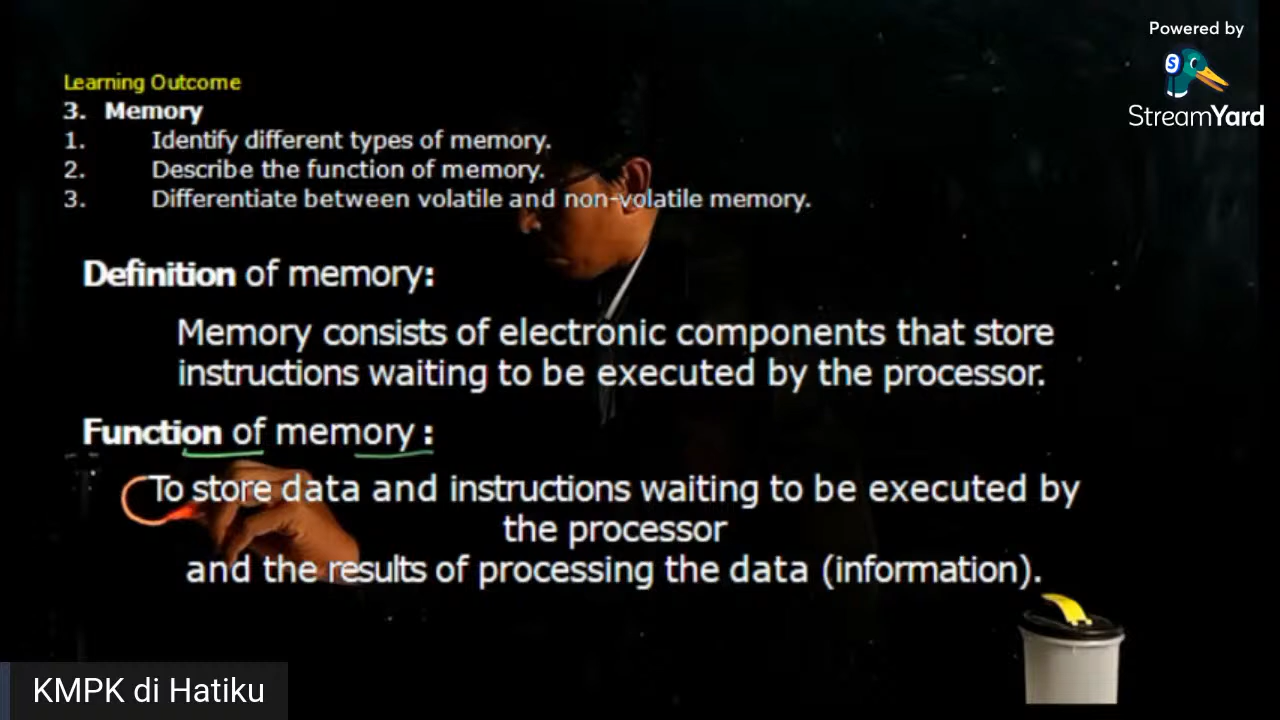 Powered by
S
StreamYard
Learning Outcome
3. Memory
1. Identify different types of memory.
2. Describe the function of memory.
3. Differentiate between volatile and non-volatile memory.
Definition of memory:
Memory consists of electronic components that store
instructions waiting to be executed by the processor.
Function of memory :
To store data and instructions waiting to be executed by
the processor
and the results of processing the data (information).
KMPK di Hatiku